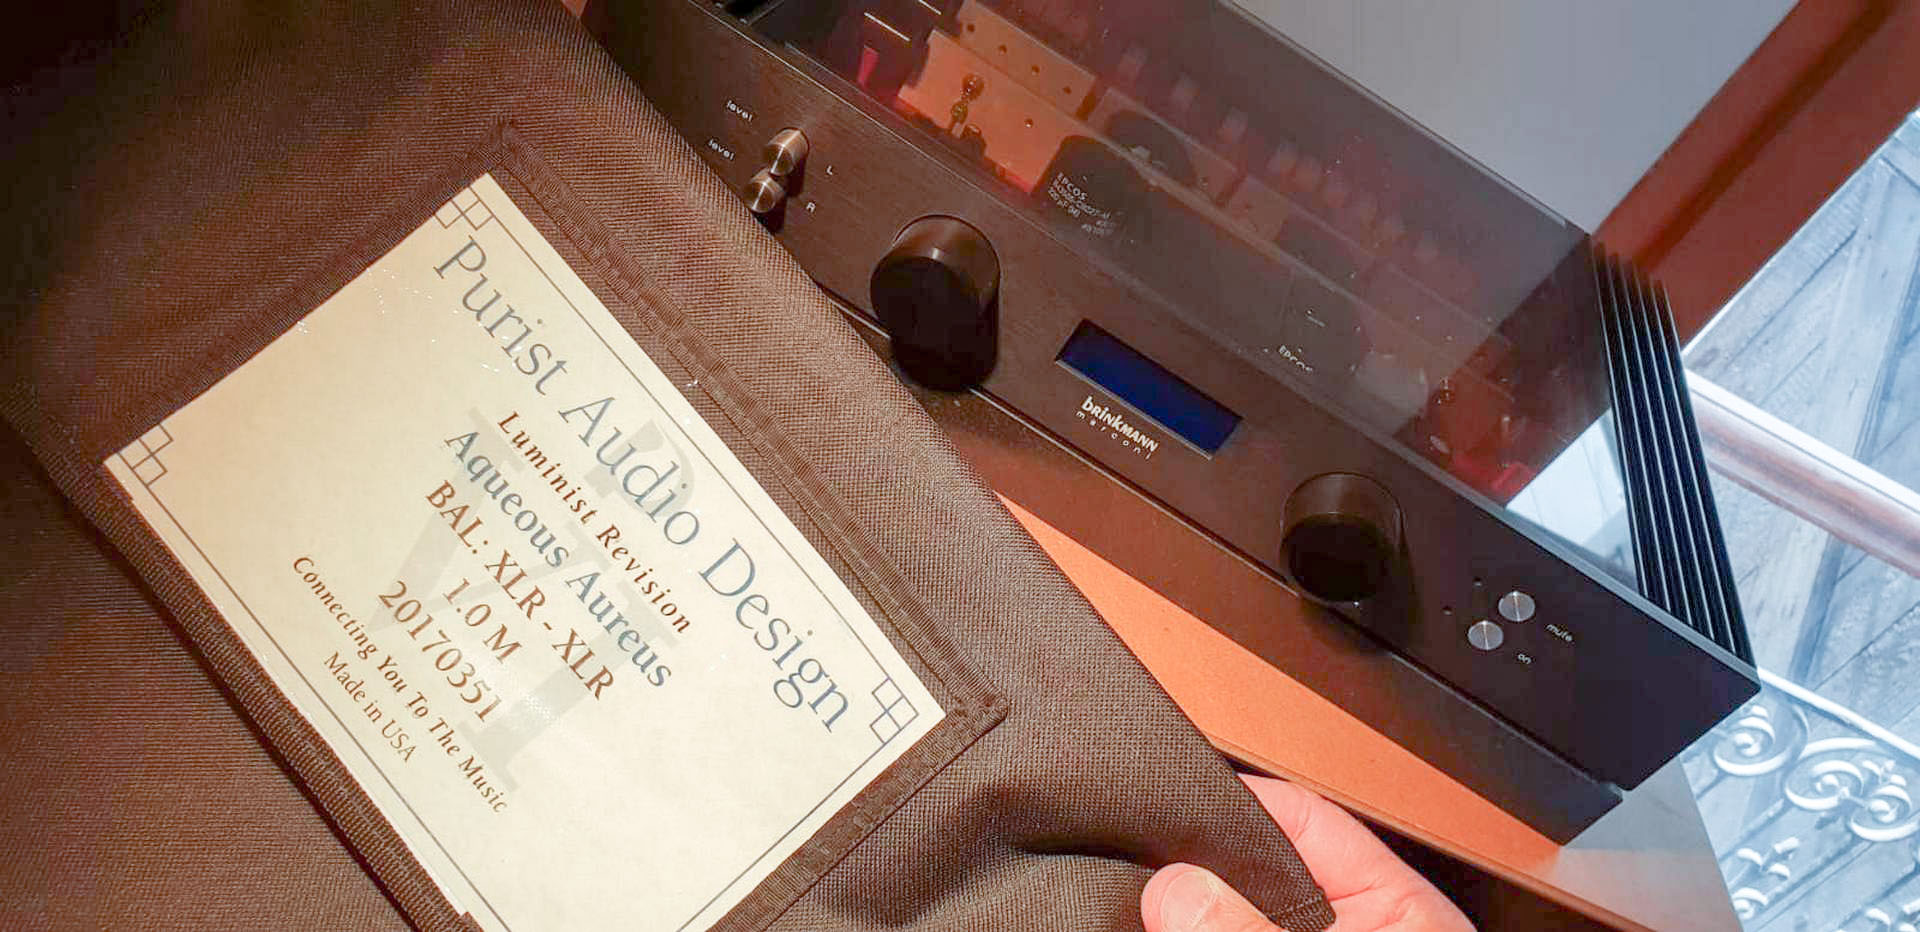 Purist Audio Design
Luminist Revision
Aqueous Aureus
BAL: XLR - XLR
1.0 M
20170351
Connecting You To The Music
Made in USA
level
level
L
R
EPCOS
EPCOS
brinkmann
marconi
mute
on